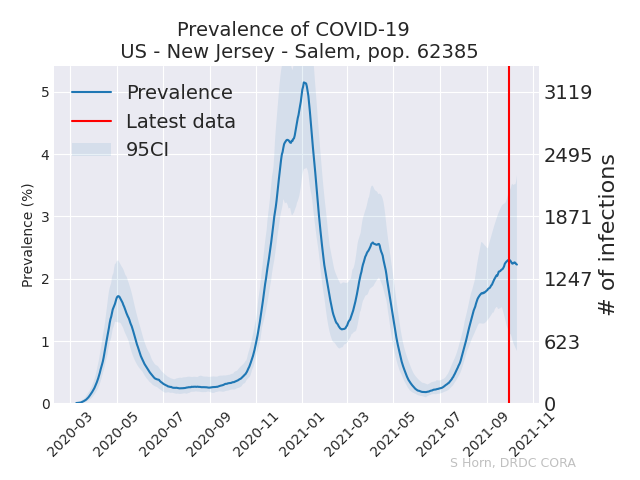 Prevalence of COVID-19
US - New Jersey - Salem, pop. 62385
Prevalence
Latest data
95CI
Prevalence (%)
5
4
3
2
1
0
3119
2495
1871
1247
623
0
# of infections
2020-03
2020-05
2020-07
2020-09
2020-11
2021-01
2021-03
2021-05
2021-07
2021-09
2021-11
S Horn, DRDC CORA